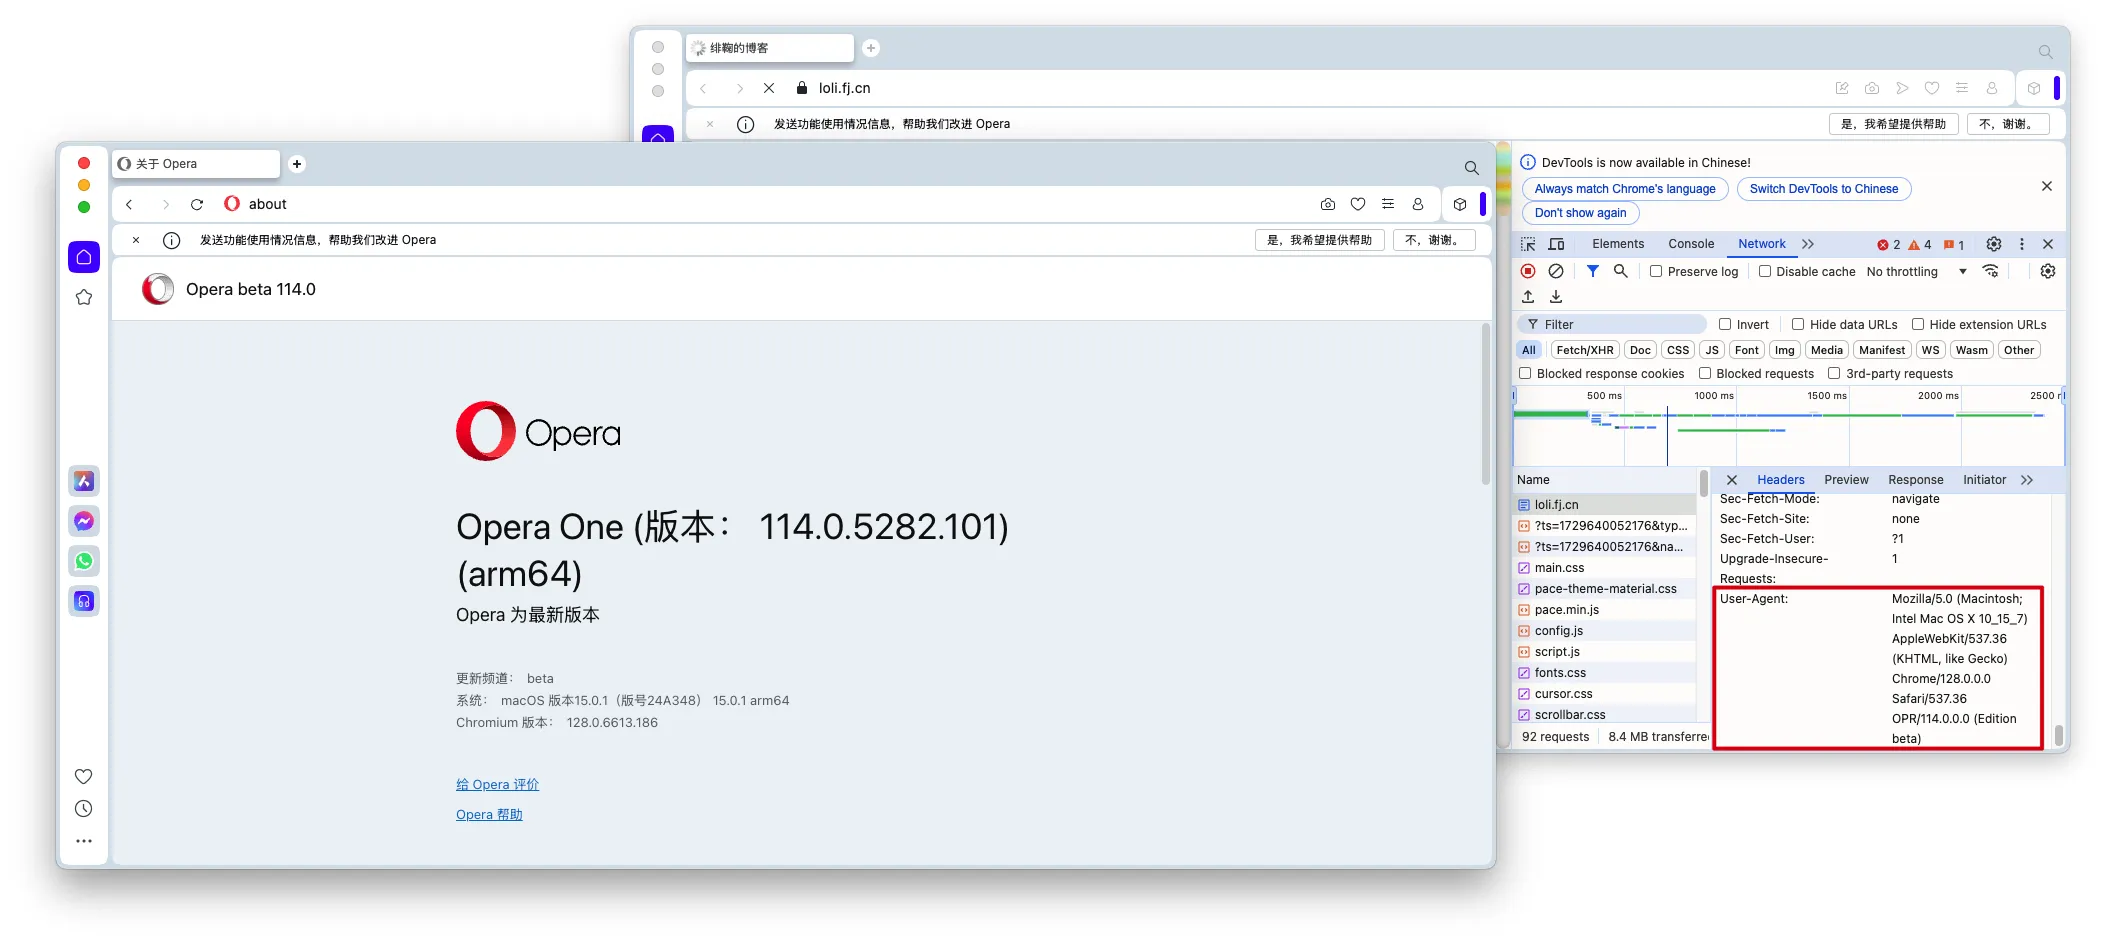 绯鞠的博客
loli.fj.cn
发送功能使用情况信息，帮助我们改进 Opera
是，我希望提供帮助
不，谢谢。
关于 Opera
about
发送功能使用情况信息，帮助我们改进 Opera
是，我希望提供帮助
不，谢谢。
Opera beta 114.0
Opera
Opera One (版本： 114.0.5282.101)
(arm64)
Opera 为最新版本
更新频道： beta
系统： macOS 版本15.0.1（版号24A348） 15.0.1 arm64
Chromium 版本： 128.0.6613.186
给 Opera 评价
Opera 帮助
DevTools is now available in Chinese!
Always match Chrome's language
Switch DevTools to Chinese
Don't show again
Elements Console Network 2 4 1
Preserve log Disable cache No throttling
Filter Invert Hide data URLs Hide extension URLs
All Fetch/XHR Doc CSS JS Font Img Media Manifest WS Wasm Other
Blocked response cookies Blocked requests 3rd-party requests
500 ms 1000 ms 1500 ms 2000 ms 2500 r
Name
loli.fj.cn
?ts=1729640052176&typ...
?ts=1729640052176&na...
main.css
pace-theme-material.css
pace.min.js
config.js
script.js
fonts.css
cursor.css
scrollbar.css
92 requests 8.4 MB transferre
Headers Preview Response Initiator
Sec-Fetch-Mode: navigate
Sec-Fetch-Site: none
Sec-Fetch-User: ?1
Upgrade-Insecure- 1
Requests:
User-Agent: Mozilla/5.0 (Macintosh;
Intel Mac OS X 10_15_7)
AppleWebKit/537.36
(KHTML, like Gecko)
Chrome/128.0.0.0
Safari/537.36
OPR/114.0.0.0 (Edition
beta)